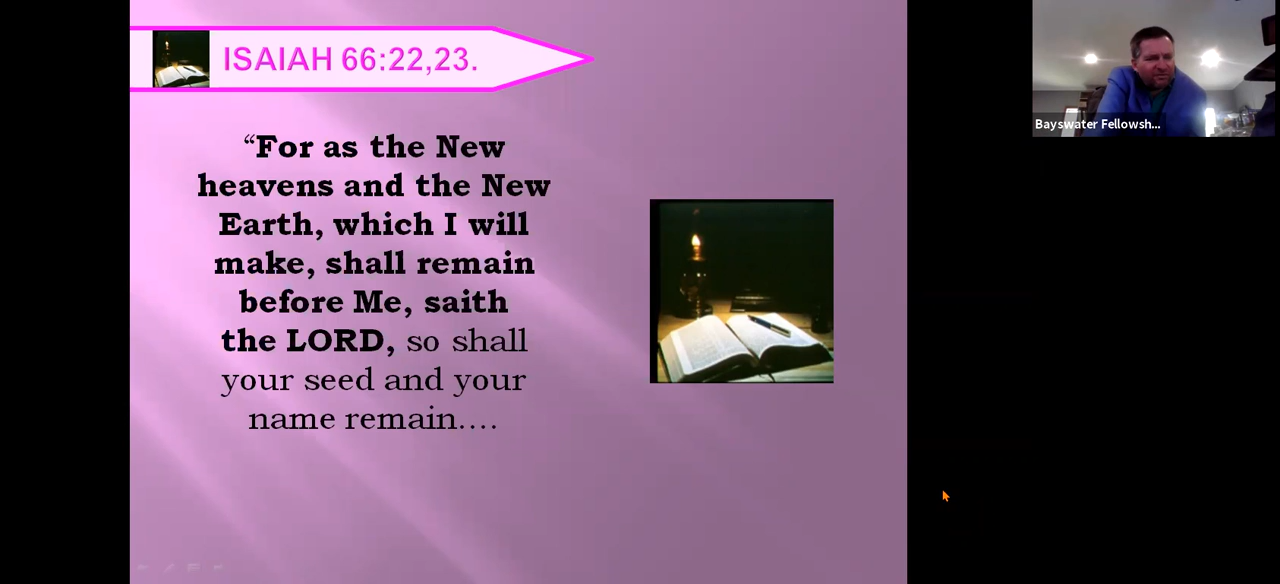 ISAIAH 66:22,23.
“For as the New
heavens and the New
Earth, which I will
make, shall remain
before Me, saith
the LORD, so shall
your seed and your
name remain….
Bayswater Fellowsh...